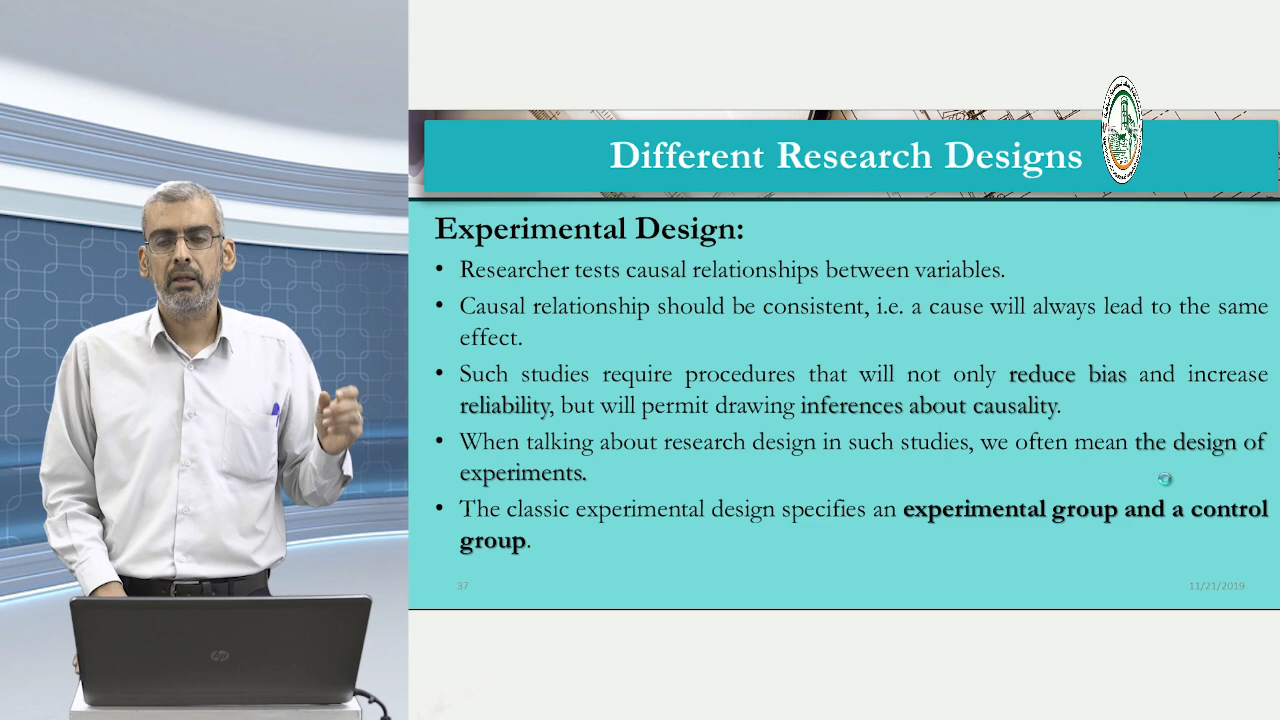 Different Research Designs
Experimental Design:
• Researcher tests causal relationships between variables.
• Causal relationship should be consistent, i.e. a cause will always lead to the same
effect.
• Such studies require procedures that will not only reduce bias and increase
reliability, but will permit drawing inferences about causality.
• When talking about research design in such studies, we often mean the design of
experiments.
• The classic experimental design specifies an experimental group and a control
group.
37
11/21/2019
hp